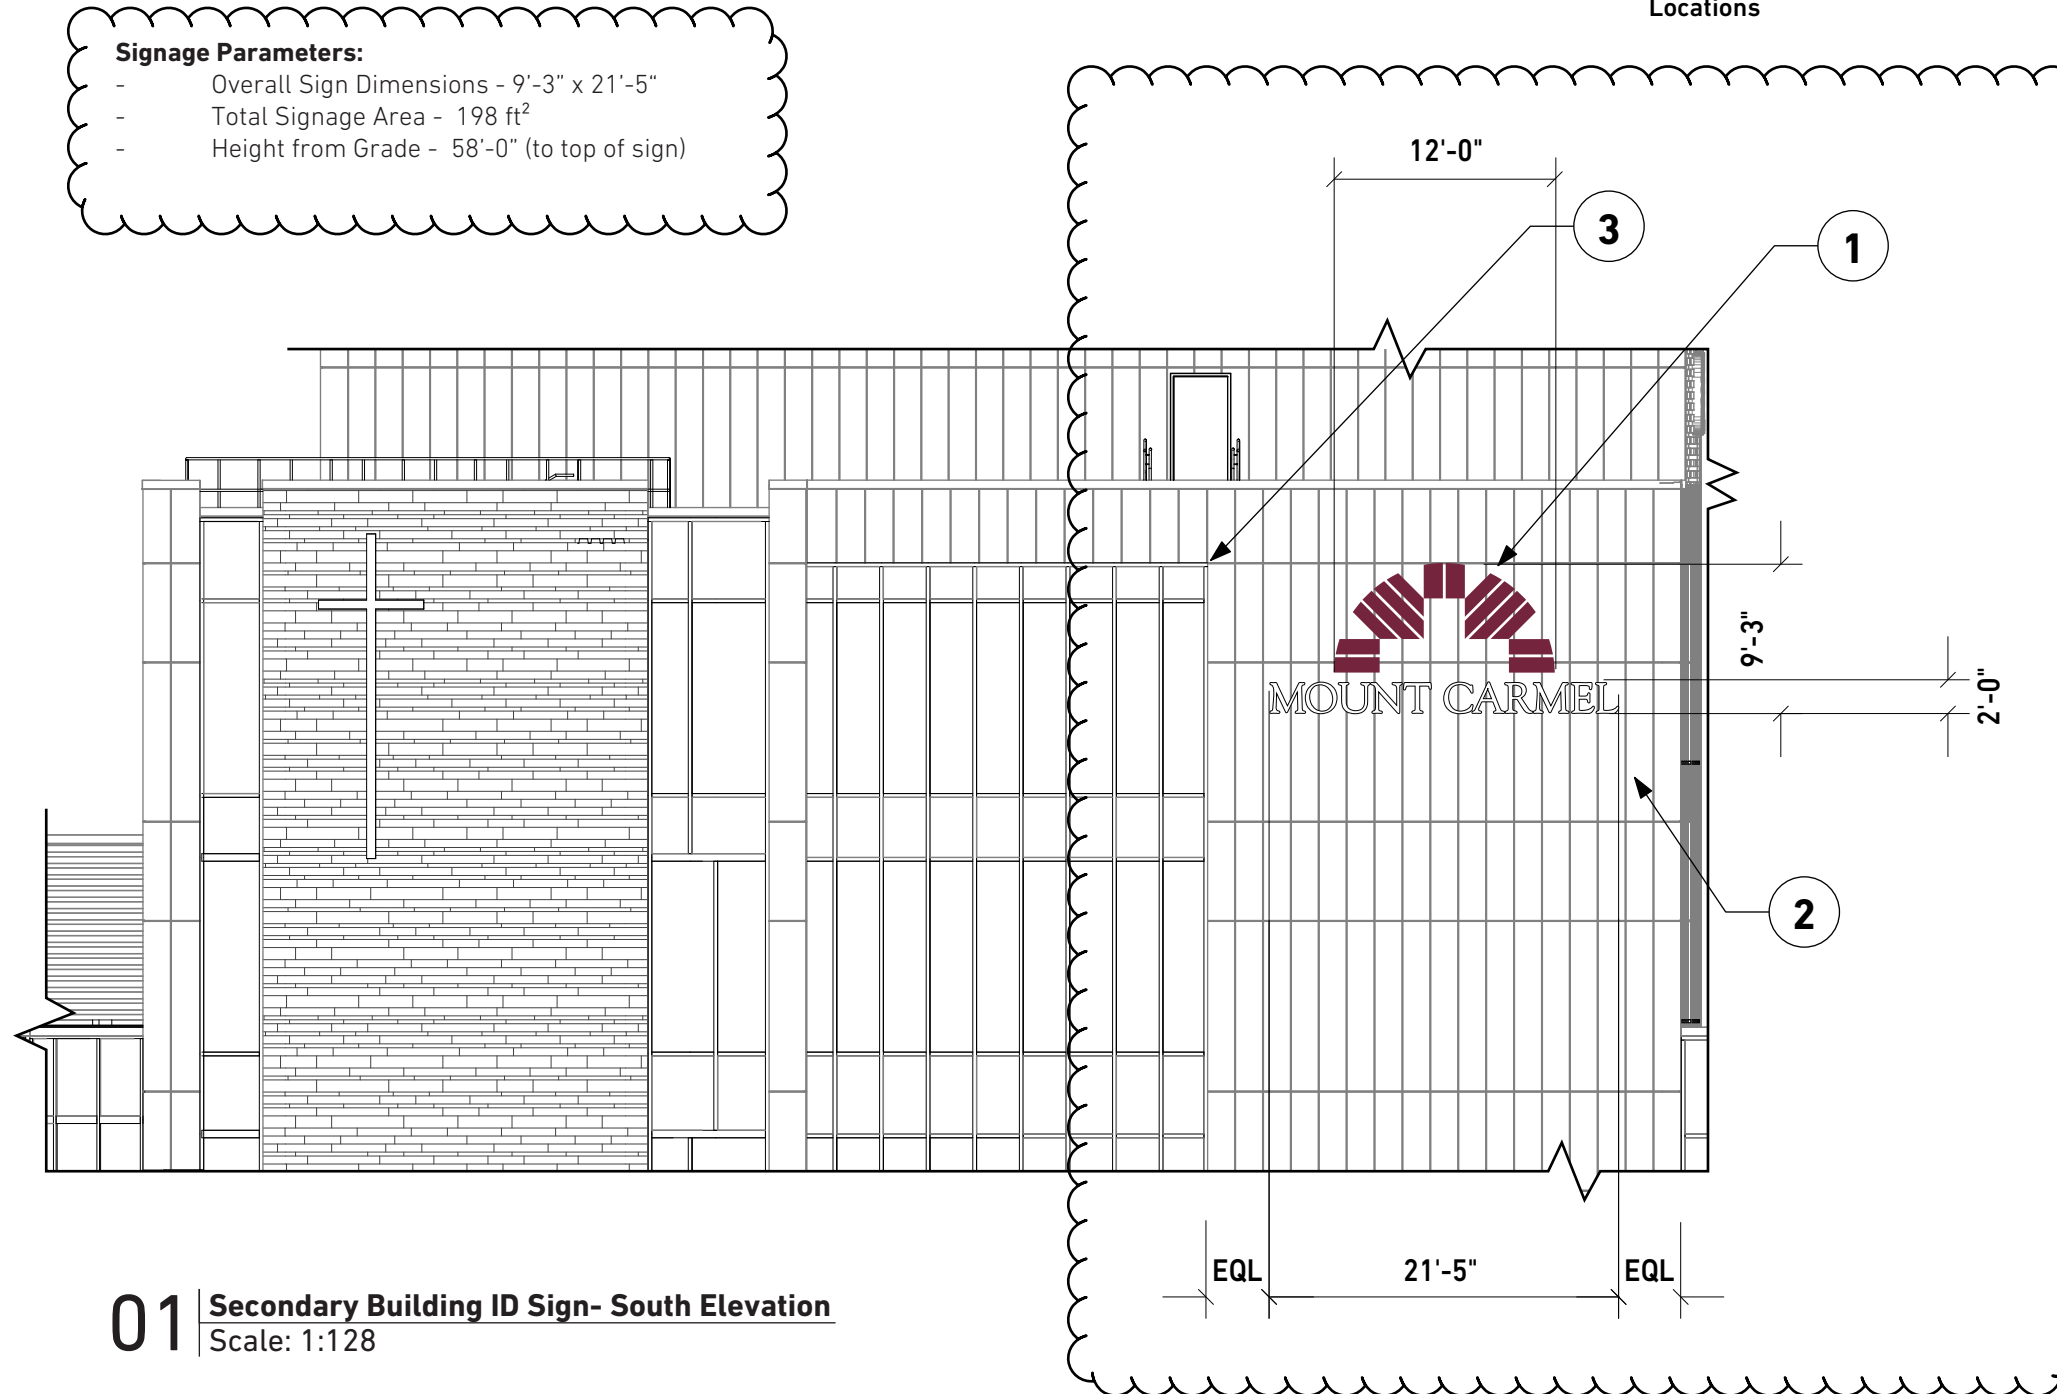 Locations
Signage Parameters:
- Overall Sign Dimensions - 9'-3" x 21'-5"
- Total Signage Area - 198 ft²
- Height from Grade - 58'-0" (to top of sign)
12'-0"
3
1
9'-3"
2'-0"
MOUNT CARMEL
2
EQL
21'-5"
EQL
01
Secondary Building ID Sign- South Elevation
Scale: 1:128